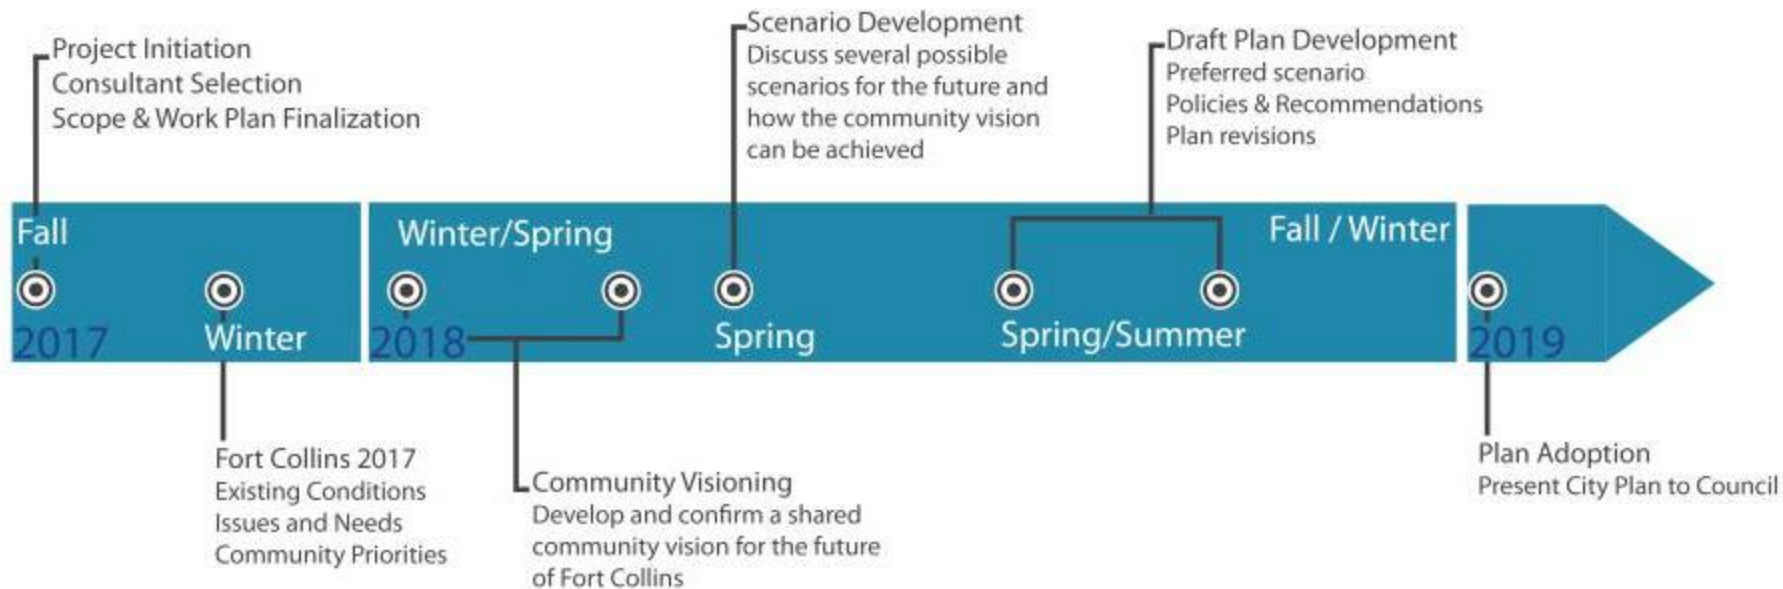 Project Initiation
Consultant Selection
Scope & Work Plan Finalization
Scenario Development
Discuss several possible
scenarios for the future and
how the community vision
can be achieved
Draft Plan Development
Preferred scenario
Policies & Recommendations
Plan revisions
Fall
Winter/Spring
Fall / Winter
2017
Winter
2018
Spring
Spring/Summer
2019
Fort Collins 2017
Existing Conditions
Issues and Needs
Community Priorities
Community Visioning
Develop and confirm a shared
community vision for the future
of Fort Collins
Plan Adoption
Present City Plan to Council